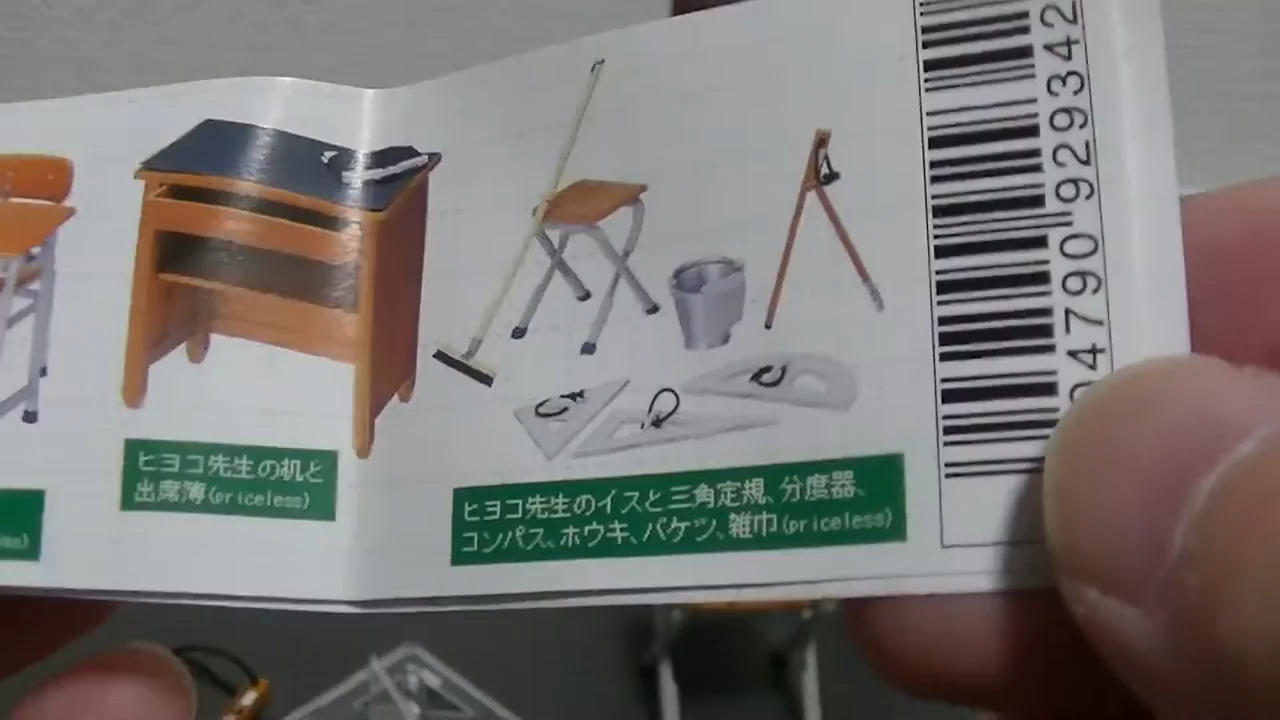 ヒヨコ先生の机と
出席簿(priceless)
ヒヨコ先生のイスと三角定規、分度器、
コンパス、ホウキ、バケツ、雑巾(priceless)
04790 929342